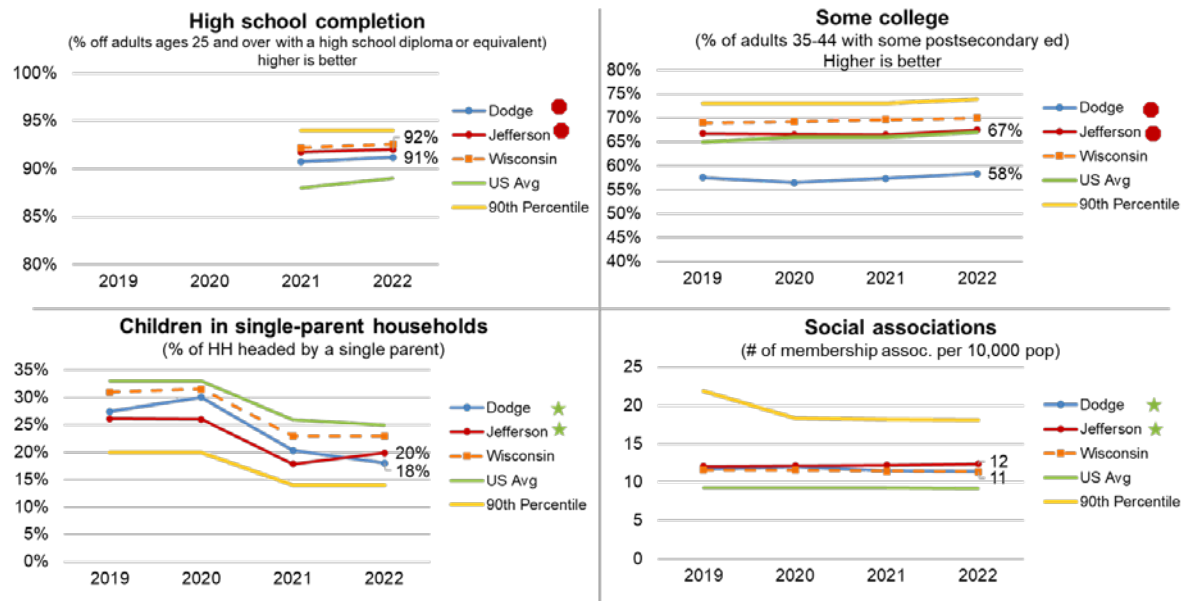 High school completion
(% off adults ages 25 and over with a high school diploma or equivalent)
higher is better
100%
95%
90%
85%
80%
92%
91%
2019 2020 2021 2022
Dodge
Jefferson
Wisconsin
US Avg
90th Percentile
Some college
(% of adults 35-44 with some postsecondary ed)
Higher is better
80%
75%
70%
65%
60%
55%
50%
45%
40%
67%
58%
2019 2020 2021 2022
Dodge
Jefferson
Wisconsin
US Avg
90th Percentile
Children in single-parent households
(% of HH headed by a single parent)
35%
30%
25%
20%
15%
10%
5%
0%
20%
18%
2019 2020 2021 2022
Dodge
Jefferson
Wisconsin
US Avg
90th Percentile
Social associations
(# of membership assoc. per 10,000 pop)
25
20
15
10
5
0
12
11
2019 2020 2021 2022
Dodge
Jefferson
Wisconsin
US Avg
90th Percentile